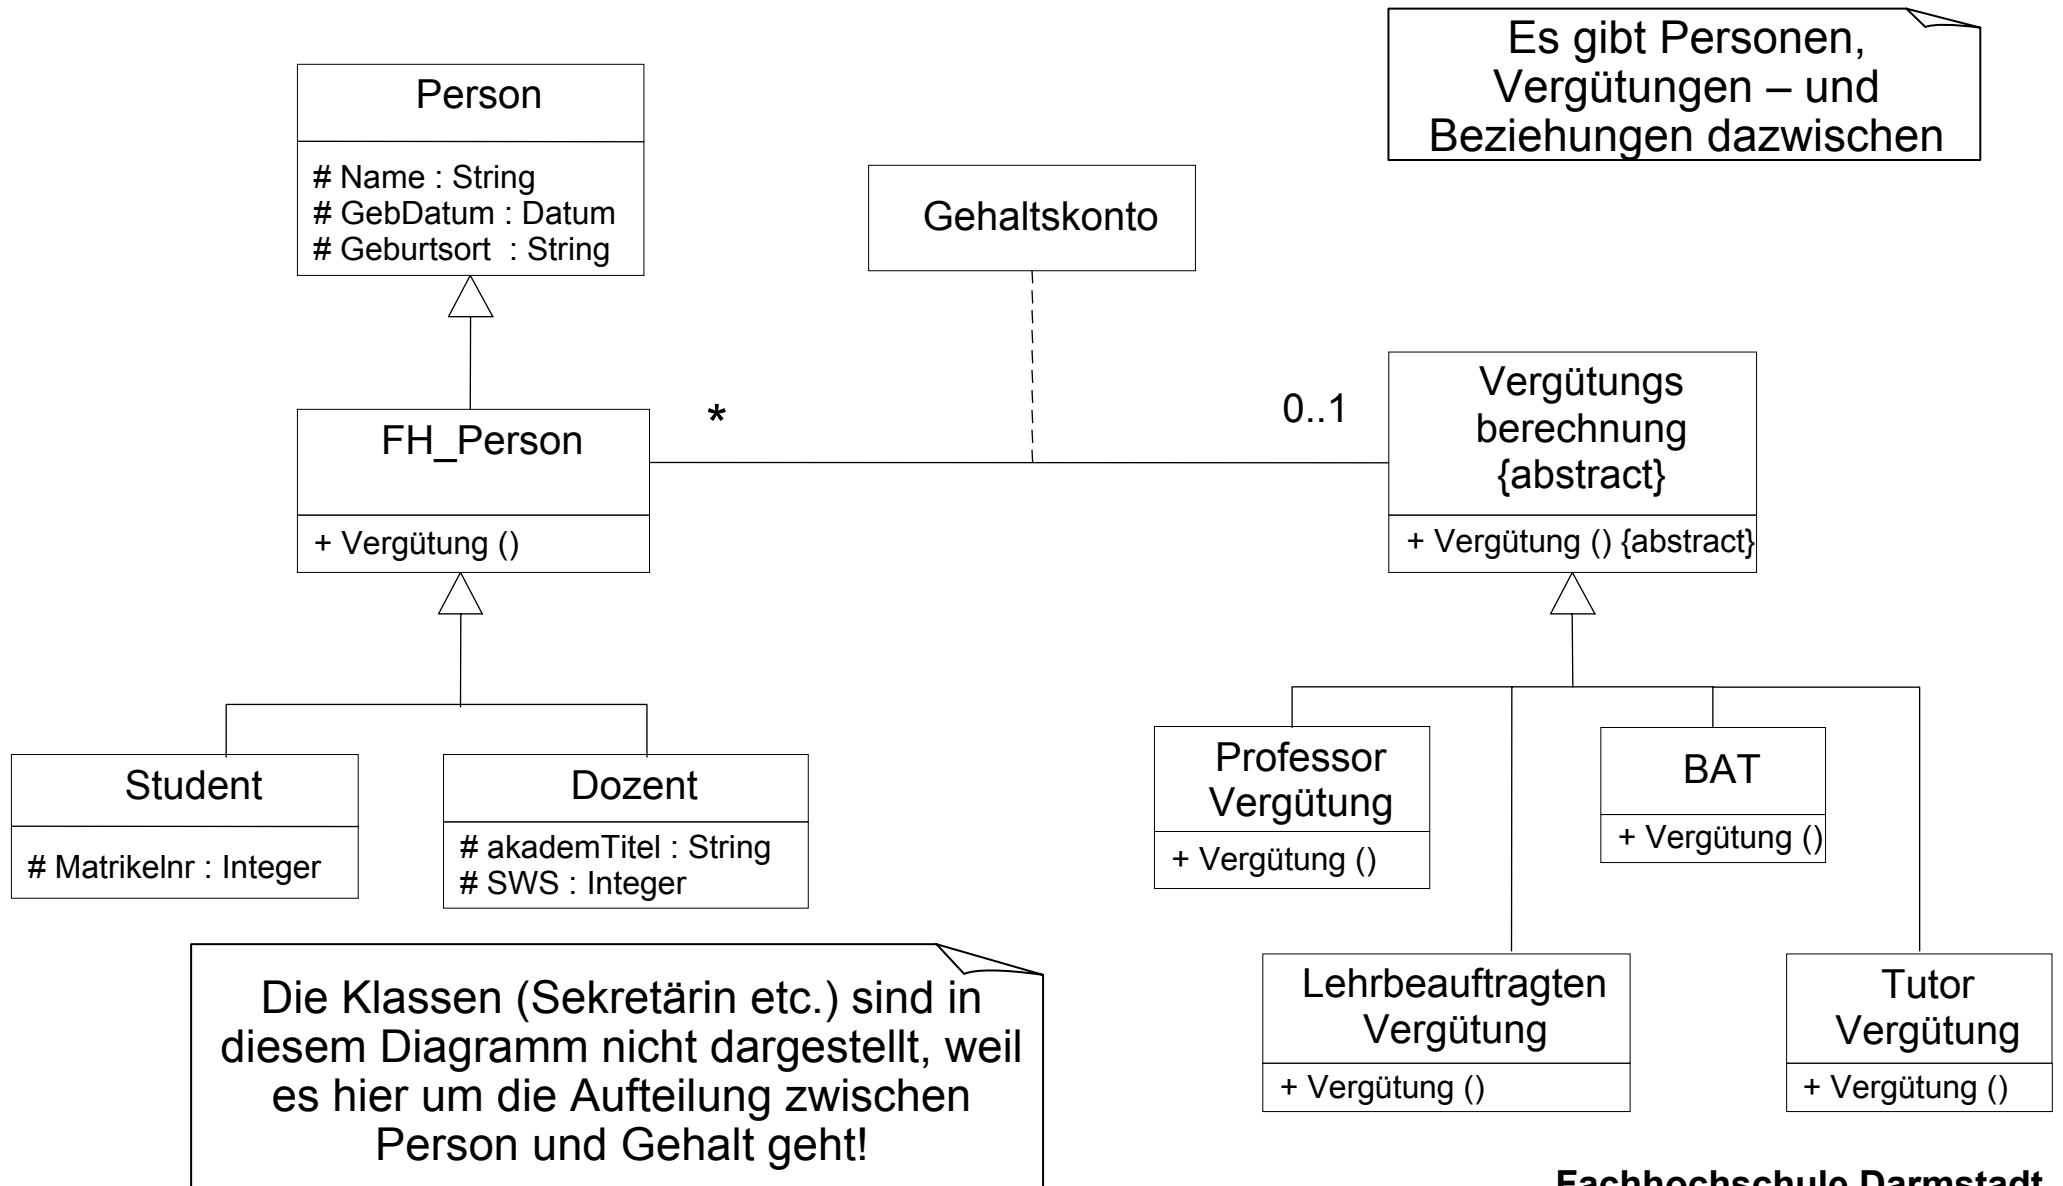 Es gibt Personen,
Vergütungen – und
Beziehungen dazwischen
Person
# Name : String
# GebDatum : Datum
# Geburtsort : String
Gehaltskonto
FH_Person
+ Vergütung ()
*
0..1
Vergütungs
berechnung
{abstract}
+ Vergütung () {abstract}
Student
# Matrikelnr : Integer
Dozent
# akademTitel : String
# SWS : Integer
Professor
Vergütung
+ Vergütung ()
BAT
+ Vergütung ()
Lehrbeauftragten
Vergütung
+ Vergütung ()
Tutor
Vergütung
+ Vergütung ()
Die Klassen (Sekretärin etc.) sind in
diesem Diagramm nicht dargestellt, weil
es hier um die Aufteilung zwischen
Person und Gehalt geht!
Fachhochschule Darmstadt